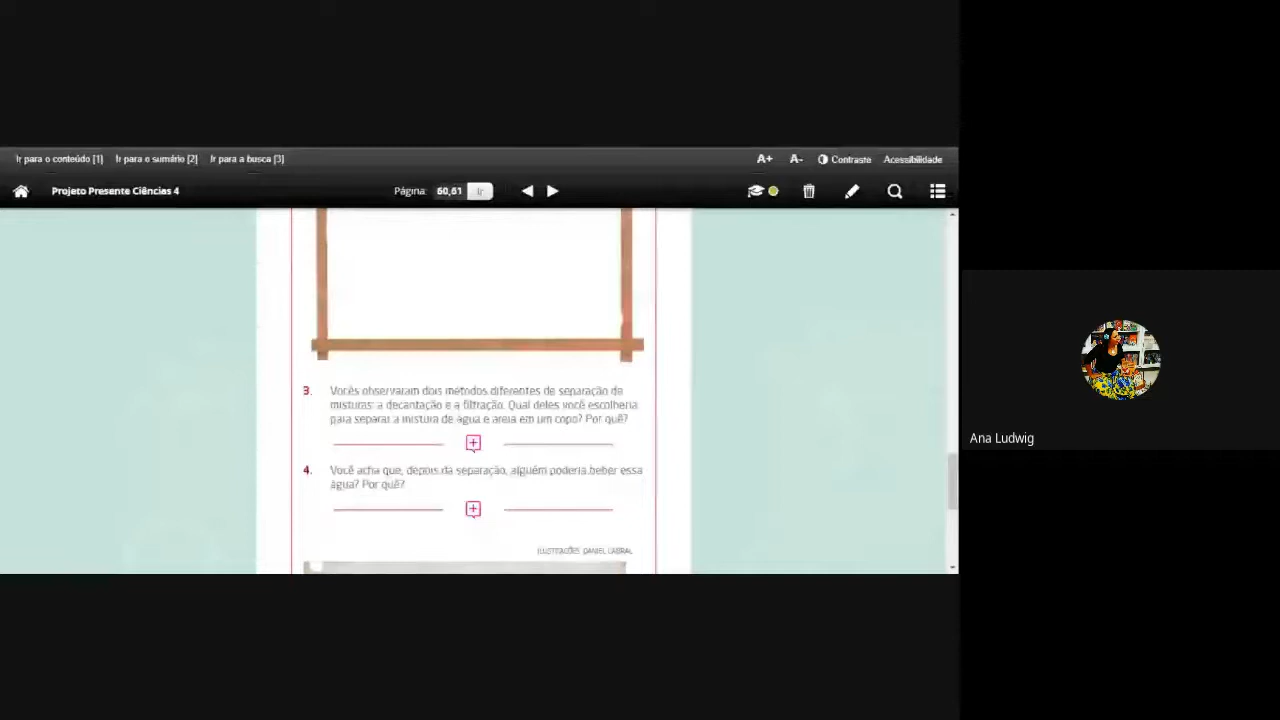 Ir para o conteúdo [1] Ir para o sumário [2] Ir para a busca [3] A+ A- Contraste Acessibilidade
Projeto Presente Ciências 4 Página: 60,61 Ir
3. Vocês observaram dois métodos diferentes de separação de
misturas: a decantação e a filtração. Qual deles você escolheria
para separar a mistura de água e areia em um copo? Por quê?
4. Você acha que, depois da separação, alguém poderia beber essa
água? Por quê?
ILUSTRAÇÕES: DANIEL CABRAL
Ana Ludwig